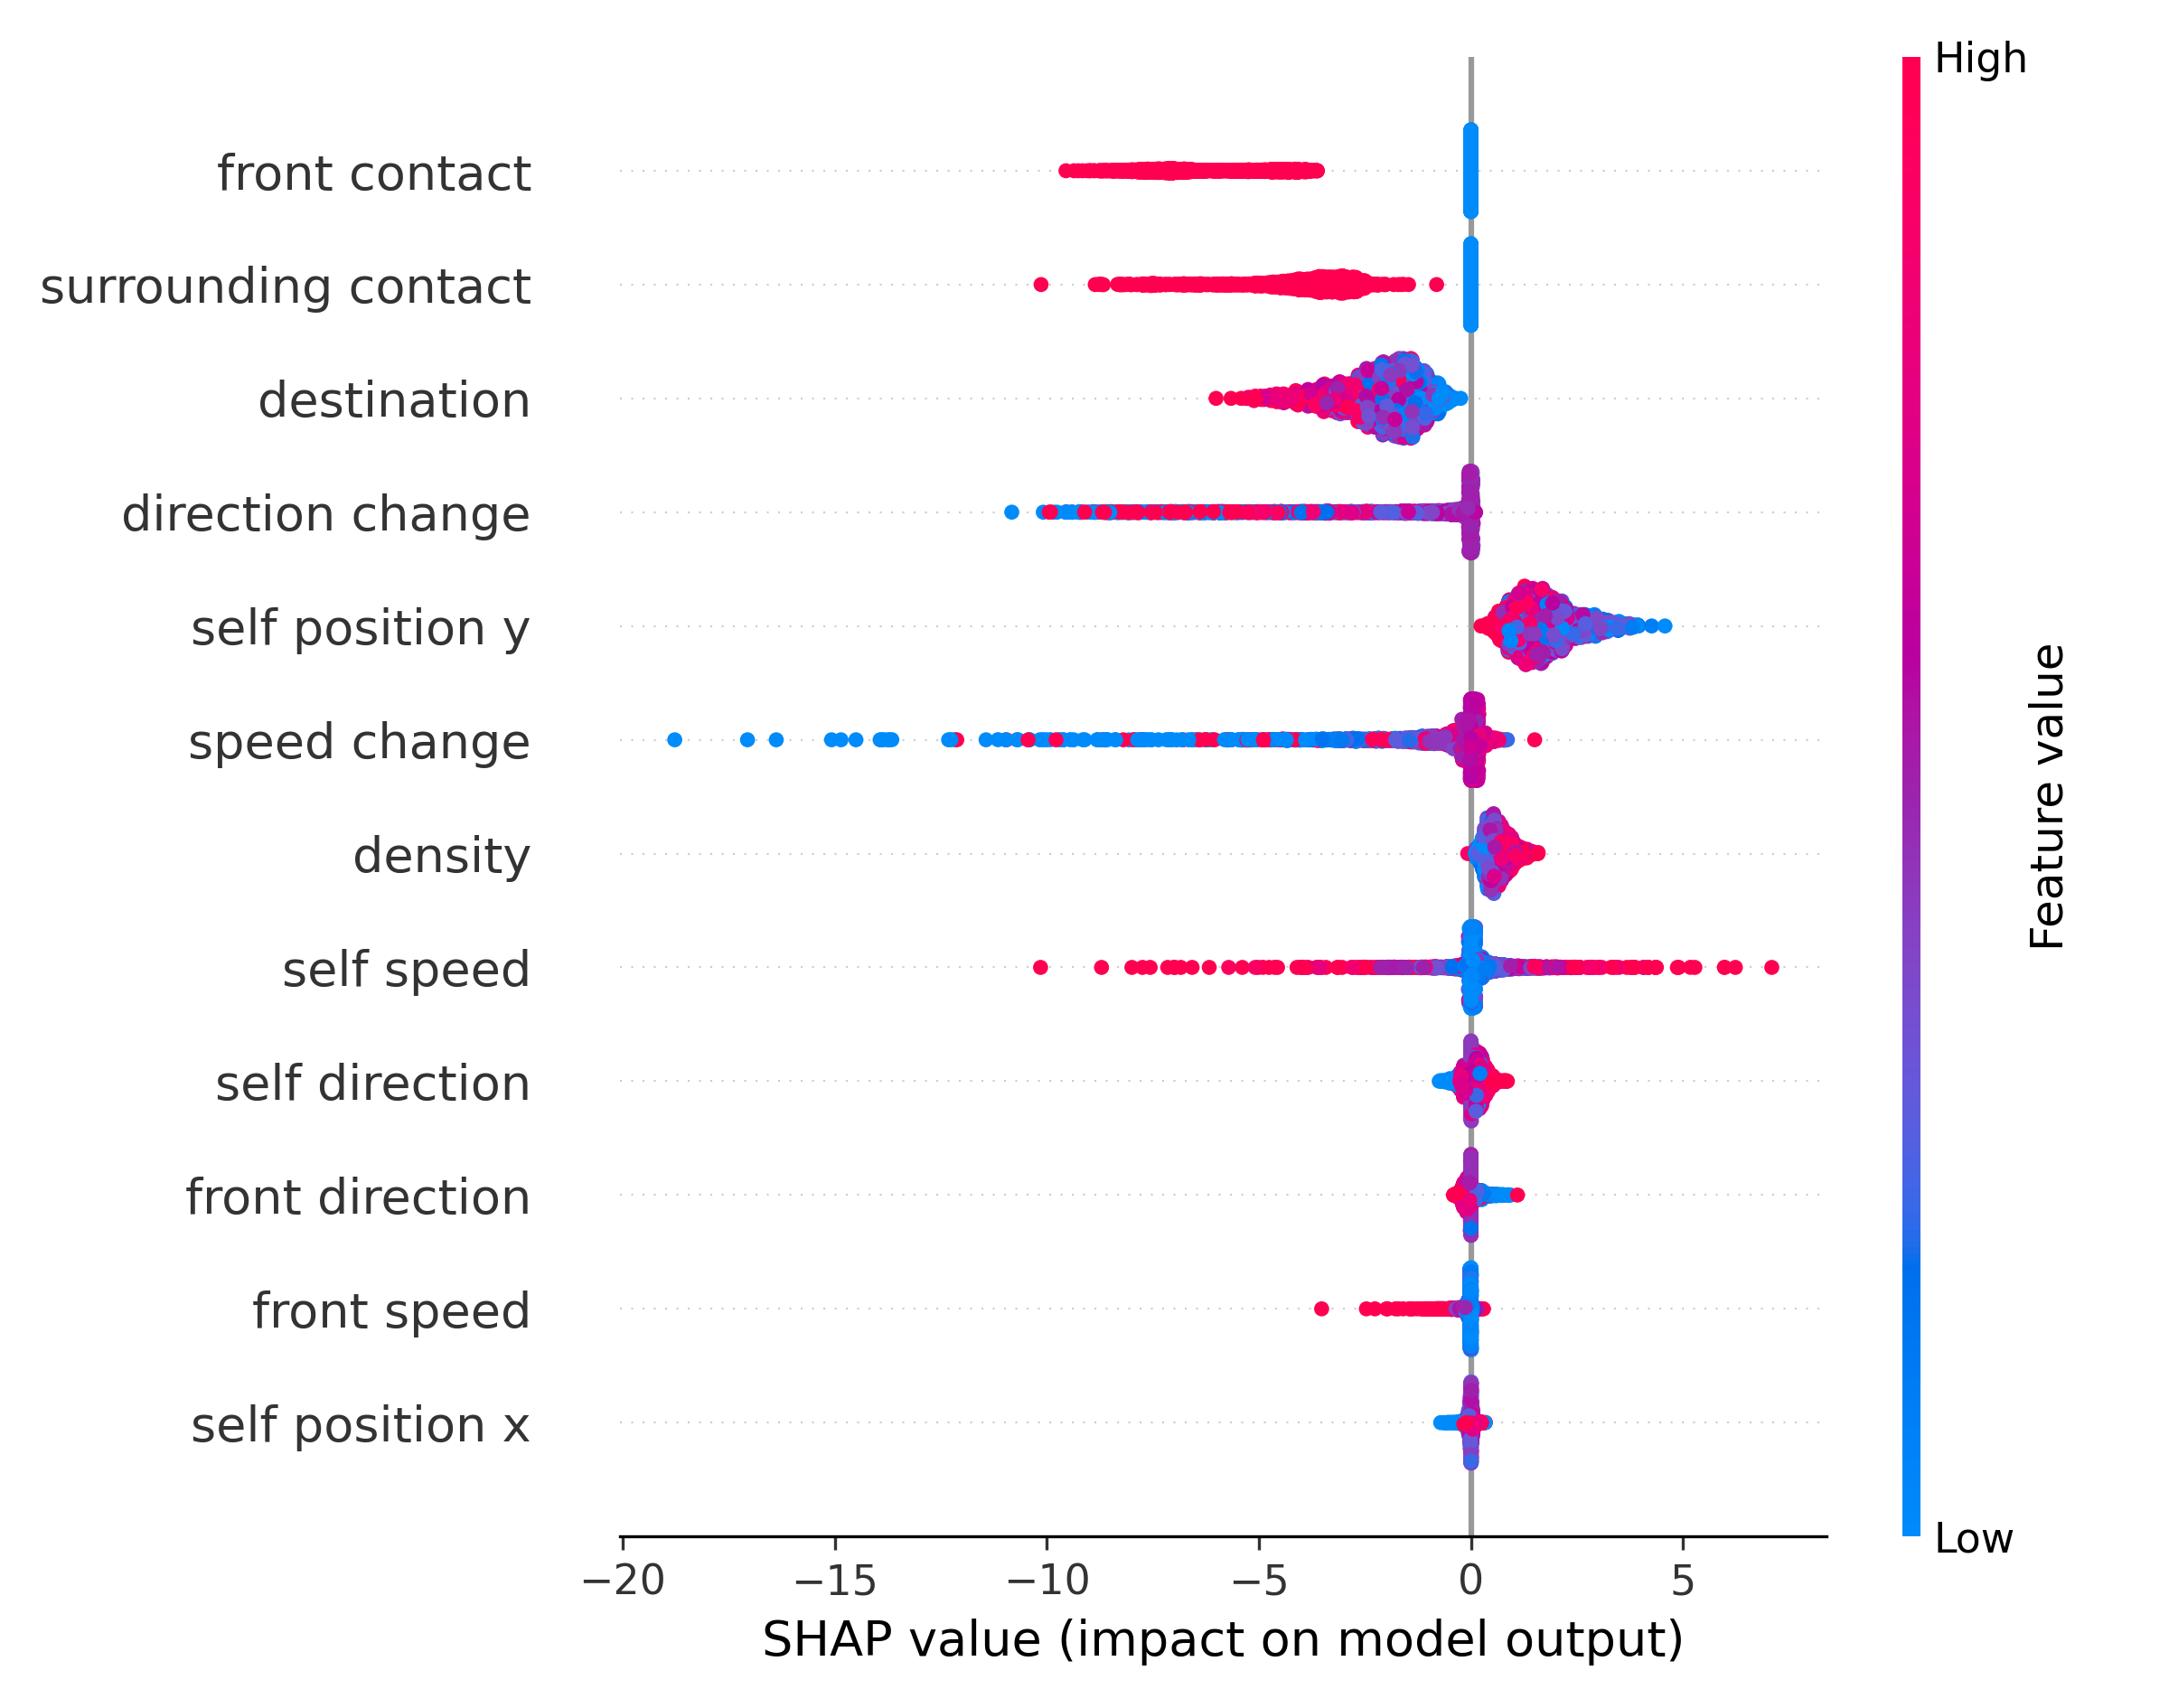 High
front contact
surrounding contact
destination
direction change
self position y
speed change
density
self speed
self direction
front direction
front speed
self position x
Feature value
Low
−20 −15 −10 −5 0 5
SHAP value (impact on model output)